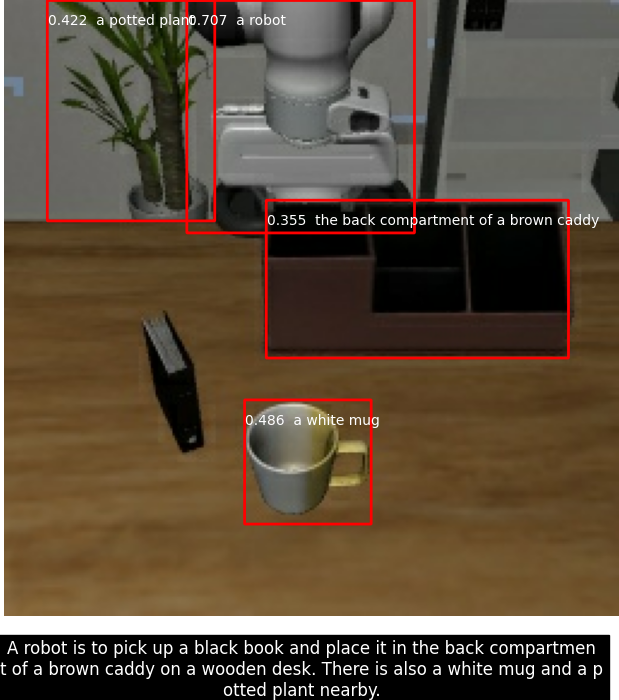 0.422  a potted plant
0.707  a robot
0.355  the back compartment of a brown caddy
0.486  a white mug
A robot is to pick up a black book and place it in the back compartmen
t of a brown caddy on a wooden desk. There is also a white mug and a p
otted plant nearby.